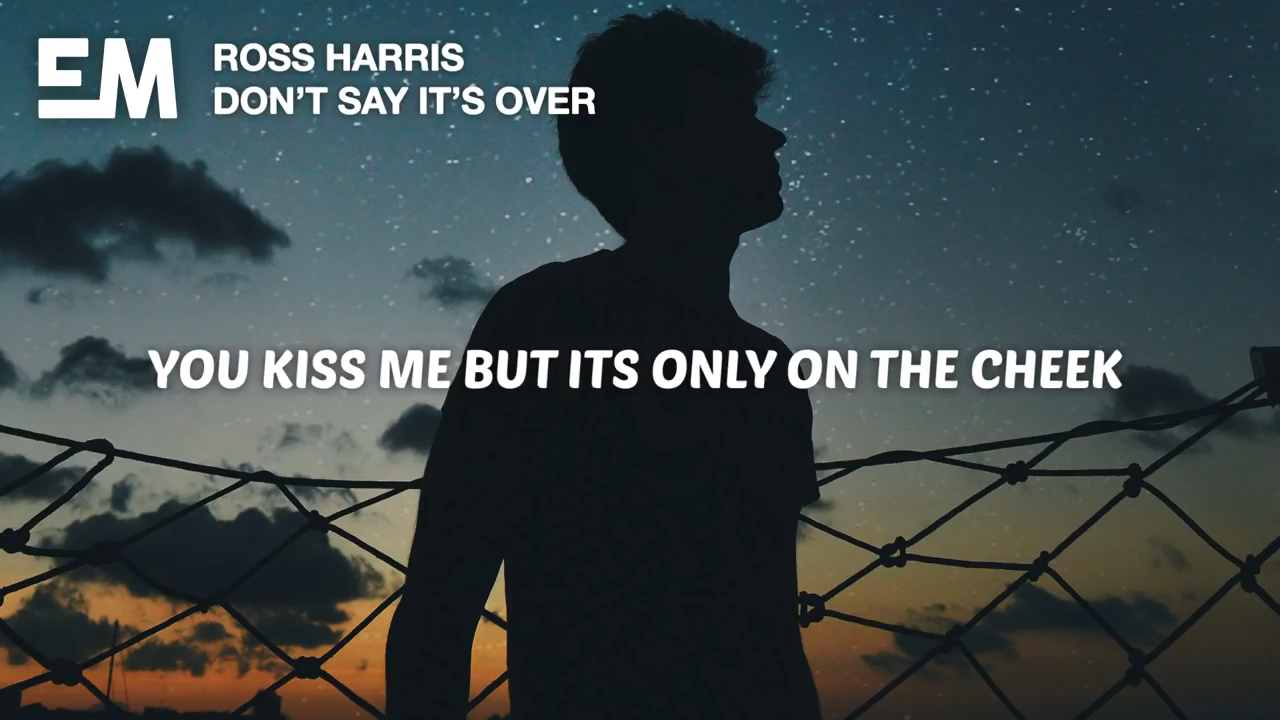 EM
ROSS HARRIS
DON'T SAY IT'S OVER
YOU KISS ME BUT ITS ONLY ON THE CHEEK